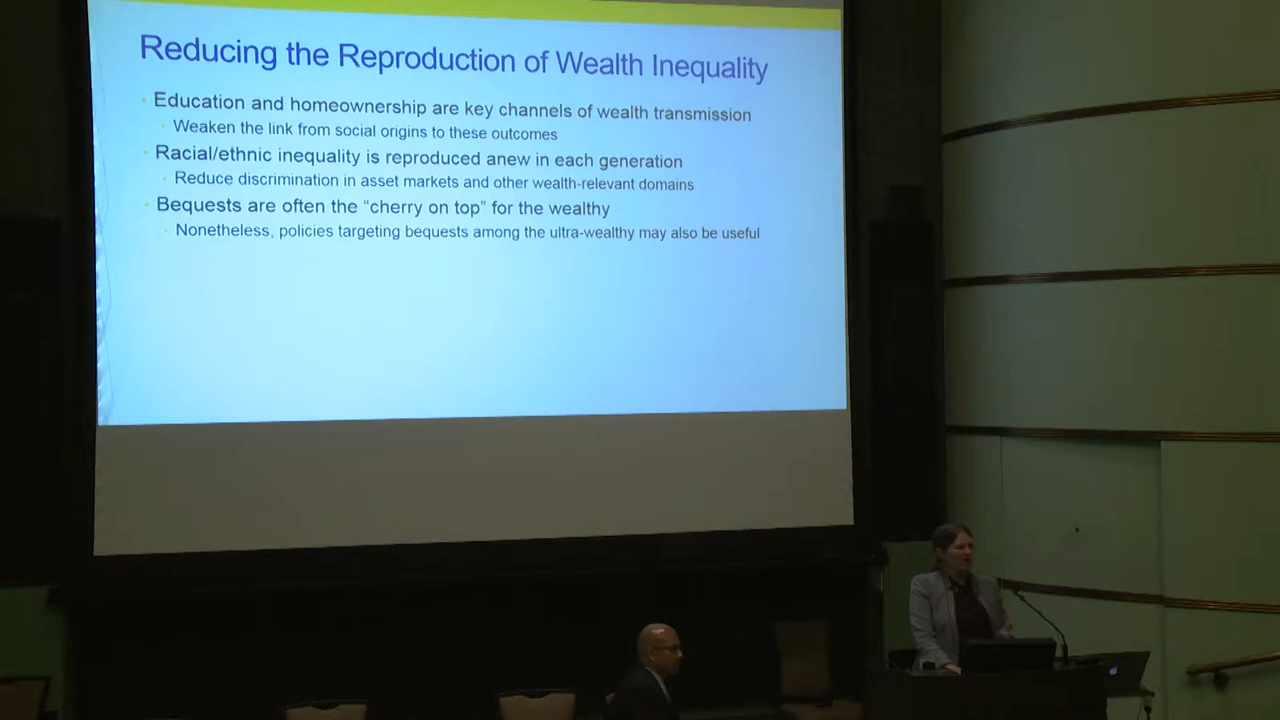 Reducing the Reproduction of Wealth Inequality
Education and homeownership are key channels of wealth transmission
Weaken the link from social origins to these outcomes
Racial/ethnic inequality is reproduced anew in each generation
Reduce discrimination in asset markets and other wealth-relevant domains
Bequests are often the “cherry on top” for the wealthy
Nonetheless, policies targeting bequests among the ultra-wealthy may also be useful